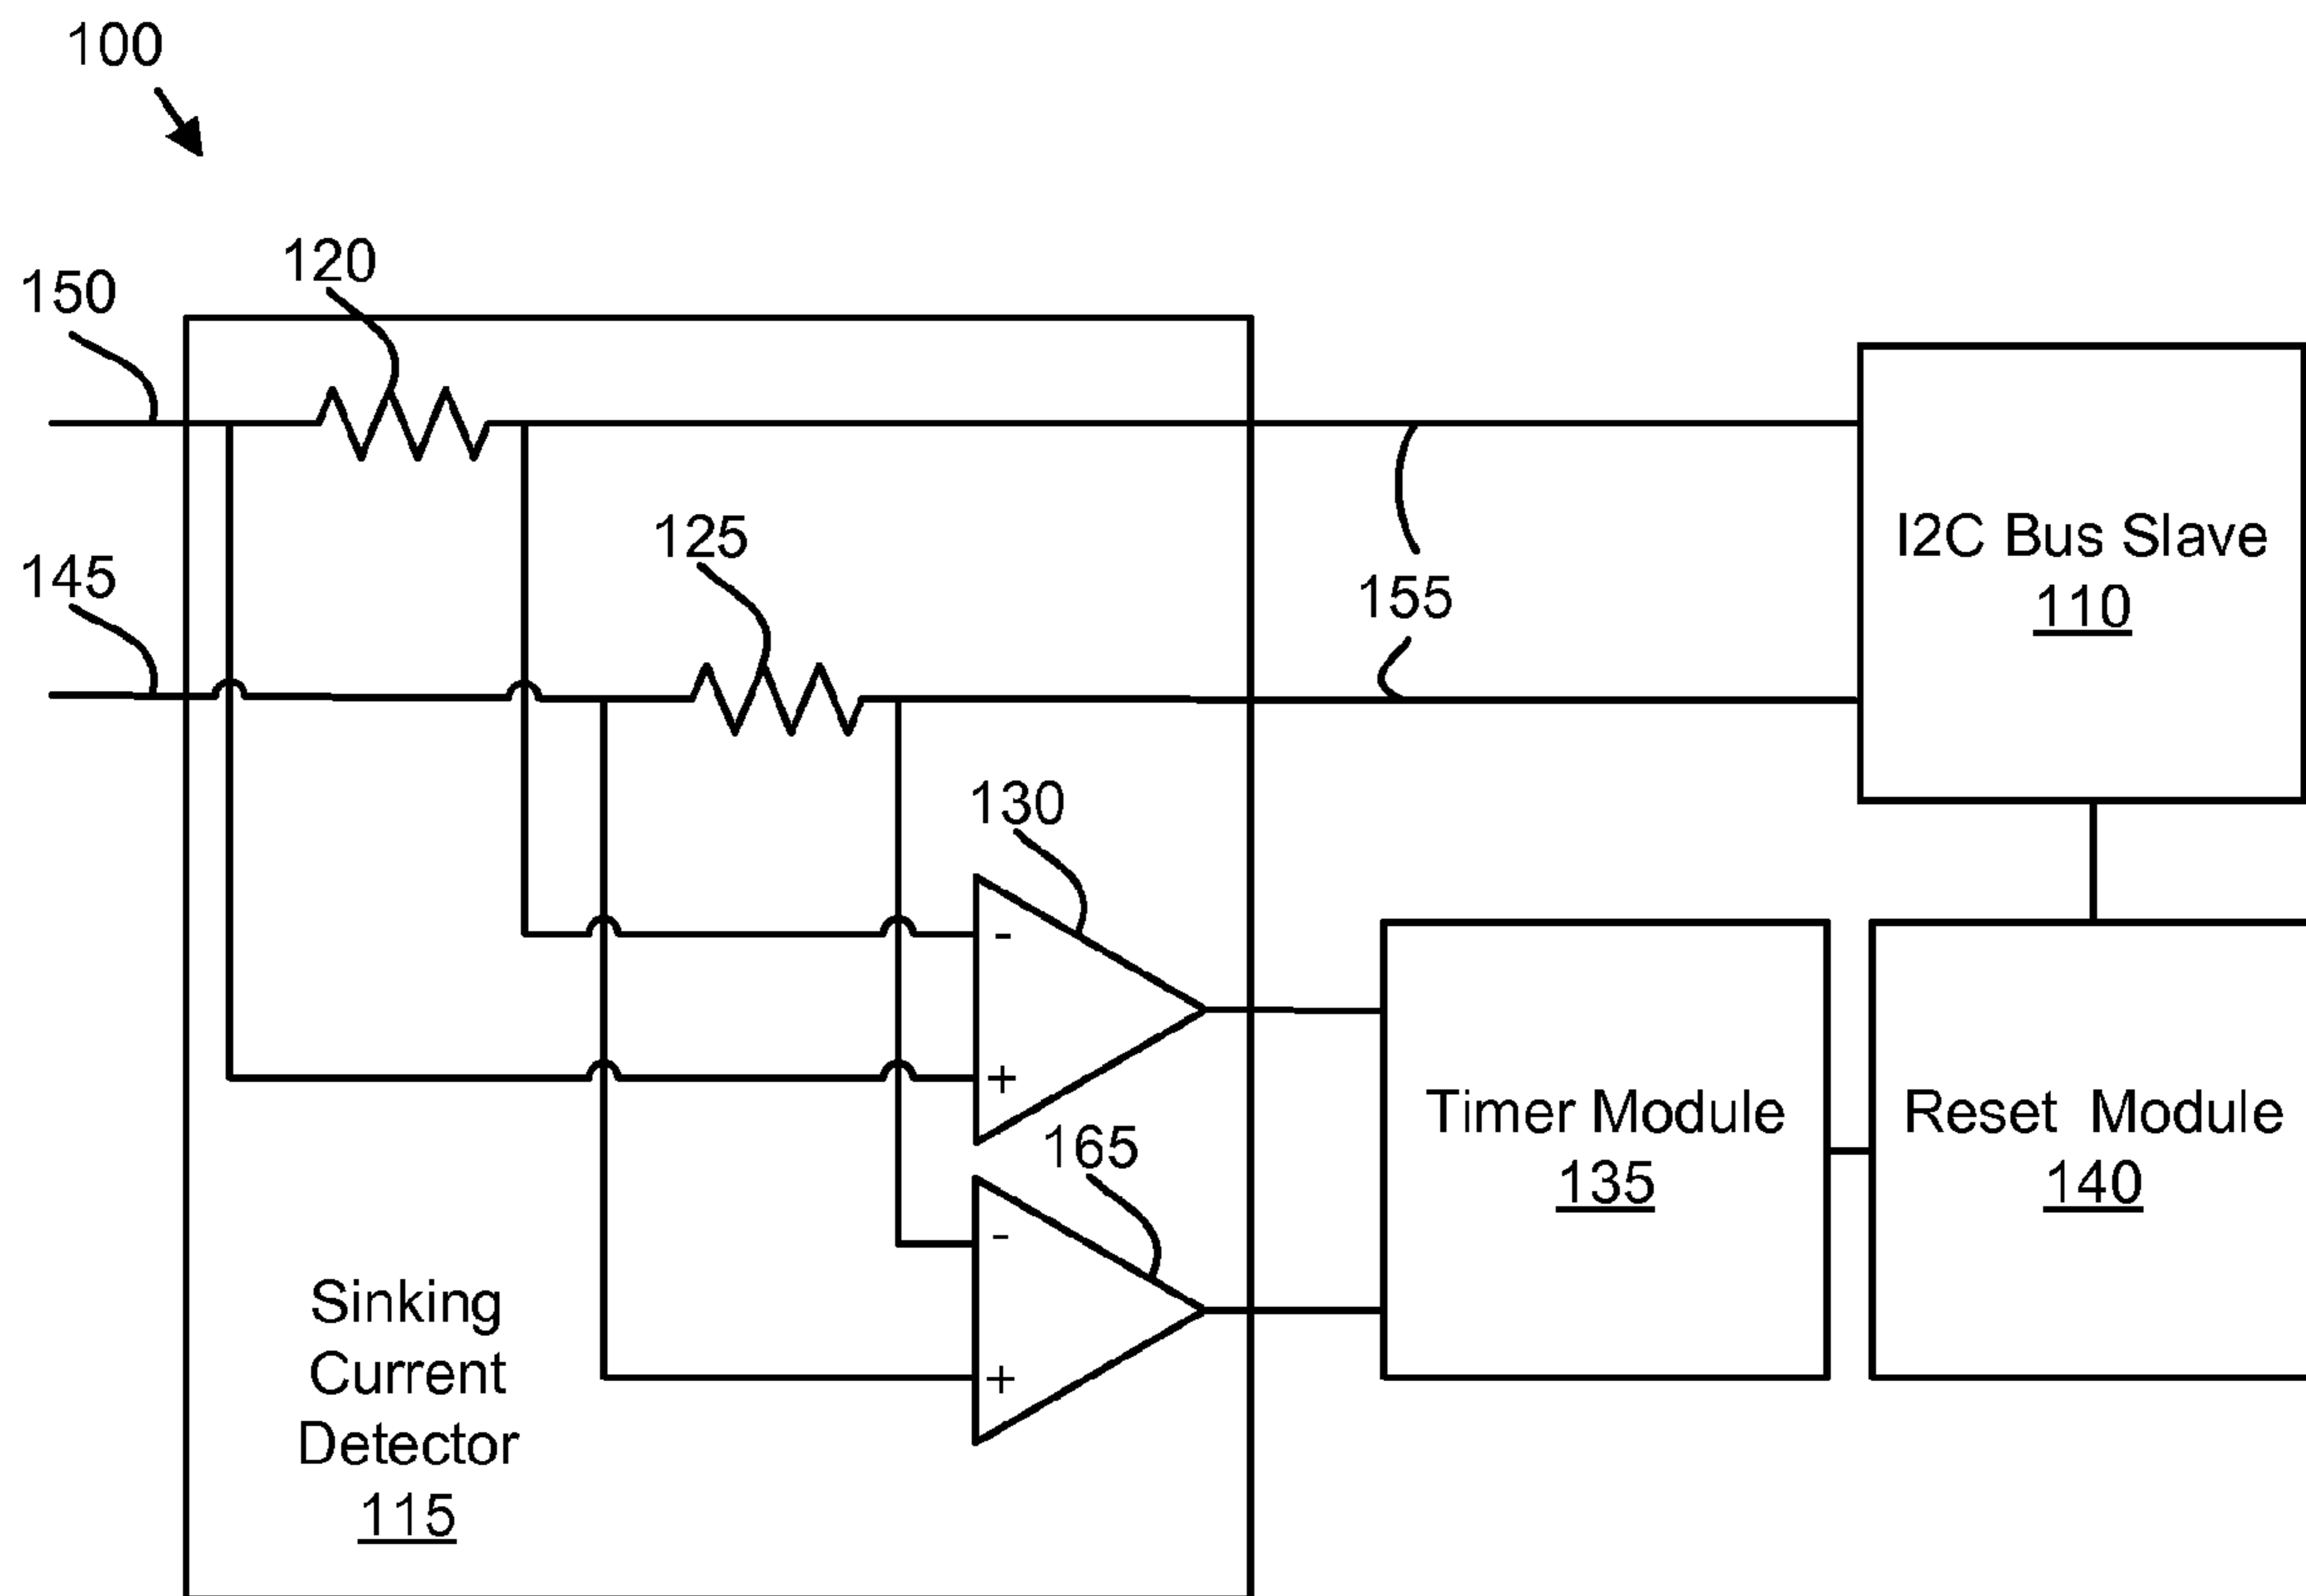 100
120
150
125
145
I2C Bus Slave
110
155
130
-
+
165
-
+
Timer Module
135
Reset Module
140
Sinking
Current
Detector
115